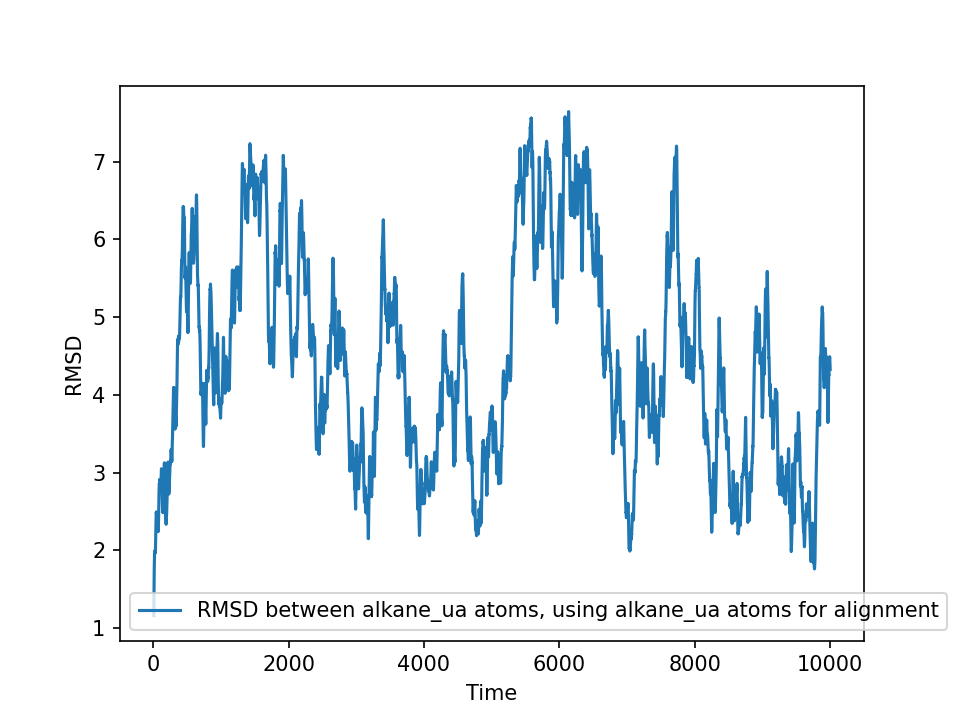 7
6
5
4
3
2
1
RMSD
RMSD between alkane_ua atoms, using alkane_ua atoms for alignment
0 2000 4000 6000 8000 10000
Time